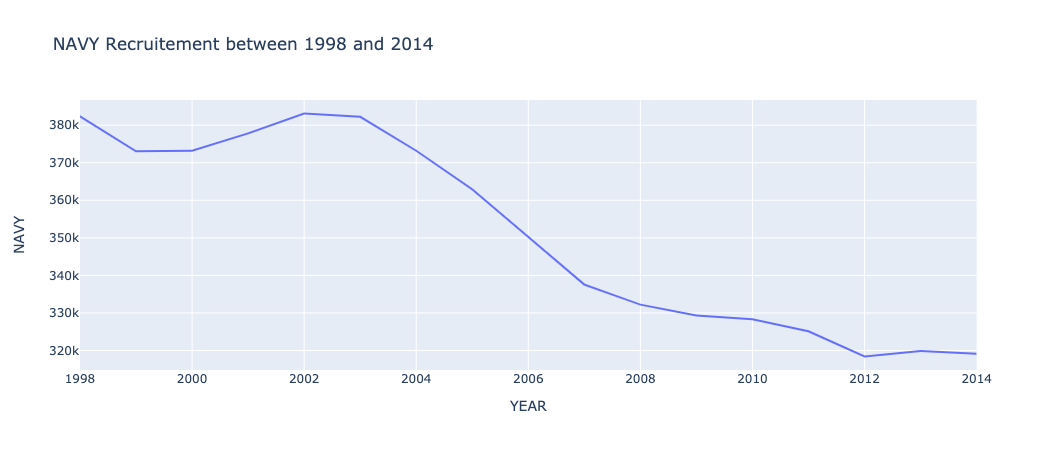 NAVY Recruitement between 1998 and 2014
380k
370k
360k
350k
340k
330k
320k
NAVY
1998 2000 2002 2004 2006 2008 2010 2012 2014
YEAR